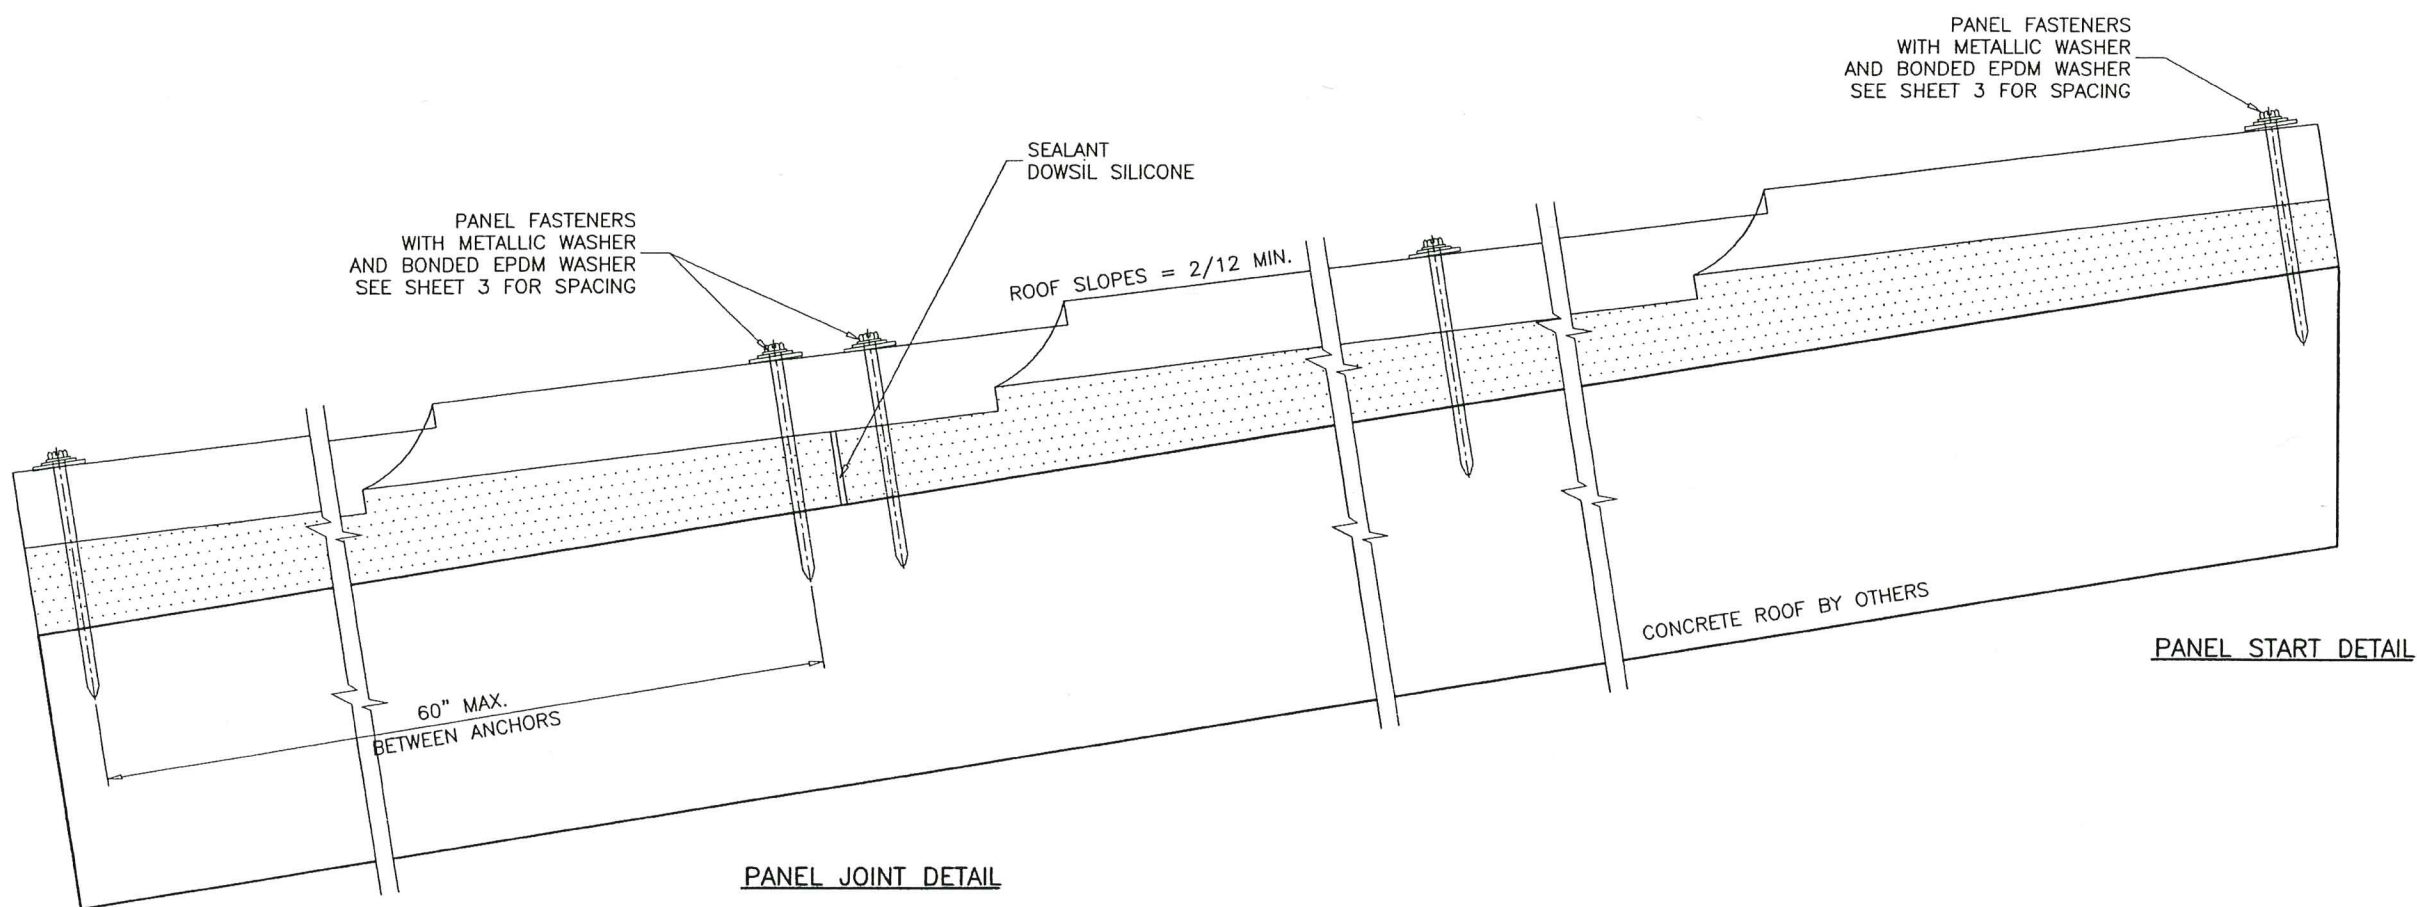 PANEL FASTENERS
WITH METALLIC WASHER
AND BONDED EPDM WASHER
SEE SHEET 3 FOR SPACING
SEALANT
DOWSIL SILICONE
PANEL FASTENERS
WITH METALLIC WASHER
AND BONDED EPDM WASHER
SEE SHEET 3 FOR SPACING
ROOF SLOPES = 2/12 MIN.
CONCRETE ROOF BY OTHERS
PANEL START DETAIL
60" MAX.
BETWEEN ANCHORS
PANEL JOINT DETAIL